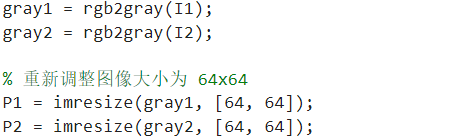 gray1 = rgb2gray(I1);
gray2 = rgb2gray(I2);
% 重新调整图像大小为 64x64
P1 = imresize(gray1, [64, 64]);
P2 = imresize(gray2, [64, 64]);